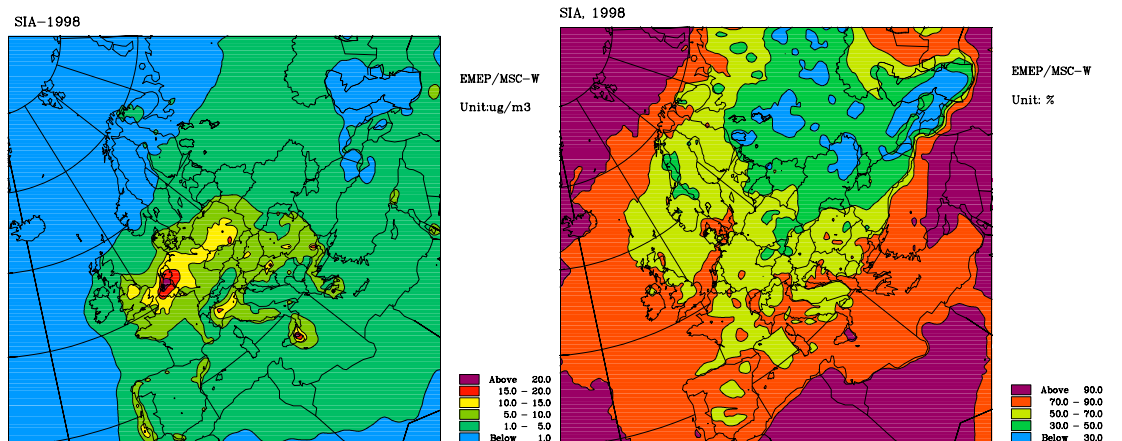 SIA-1998
EMEP/MSC-W
Unit:ug/m3
Above 20.0
15.0 - 20.0
10.0 - 15.0
5.0 - 10.0
1.0 - 5.0
Below 1.0
SIA, 1998
EMEP/MSC-W
Unit: %
Above 90.0
70.0 - 90.0
50.0 - 70.0
30.0 - 50.0
Below 30.0